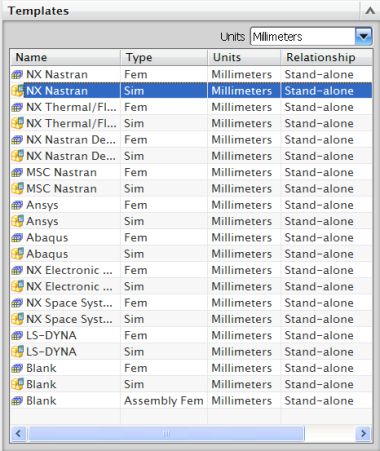 Templates
Units Millimeters
Name Type Units Relationship
NX Nastran Fem Millimeters Stand-alone
NX Nastran Sim Millimeters Stand-alone
NX Thermal/Fl... Fem Millimeters Stand-alone
NX Thermal/Fl... Sim Millimeters Stand-alone
NX Nastran De... Fem Millimeters Stand-alone
NX Nastran De... Sim Millimeters Stand-alone
MSC Nastran Fem Millimeters Stand-alone
MSC Nastran Sim Millimeters Stand-alone
Ansys Fem Millimeters Stand-alone
Ansys Sim Millimeters Stand-alone
Abaqus Fem Millimeters Stand-alone
Abaqus Sim Millimeters Stand-alone
NX Electronic ... Fem Millimeters Stand-alone
NX Electronic ... Sim Millimeters Stand-alone
NX Space Syst... Fem Millimeters Stand-alone
NX Space Syst... Sim Millimeters Stand-alone
LS-DYNA Fem Millimeters Stand-alone
LS-DYNA Sim Millimeters Stand-alone
Blank Fem Millimeters Stand-alone
Blank Sim Millimeters Stand-alone
Blank Assembly Fem Millimeters Stand-alone